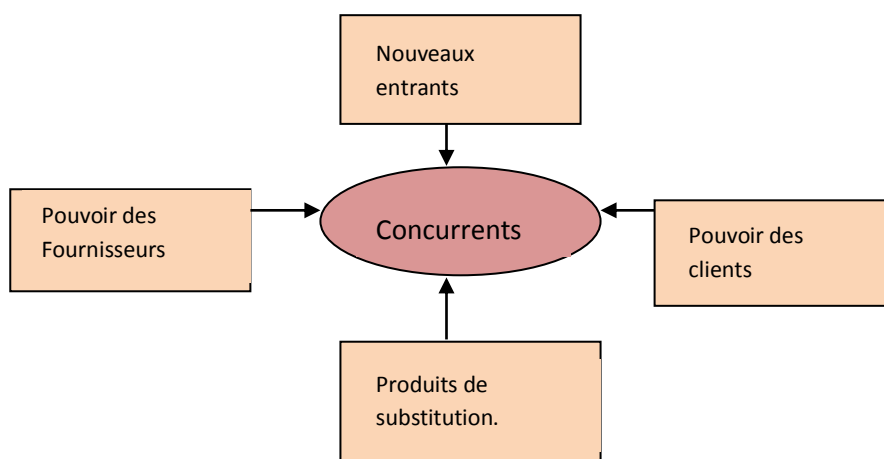 Nouveaux
entrants
Pouvoir des
Fournisseurs
Concurrents
Pouvoir des
clients
Produits de
substitution.